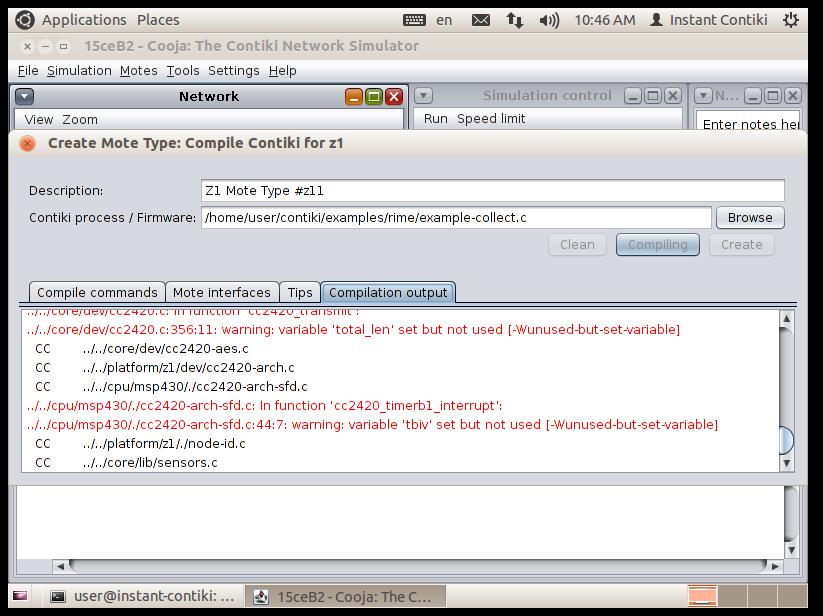 Applications Places en 10:46 AM Instant Contiki
15ceB2 - Cooja: The Contiki Network Simulator
File Simulation Motes Tools Settings Help
Network Simulation control N...
View Zoom Run Speed limit Enter notes her
Create Mote Type: Compile Contiki for z1
Description: Z1 Mote Type #z11
Contiki process / Firmware: /home/user/contiki/examples/rime/example-collect.c Browse
Clean Compiling Create
Compile commands Mote interfaces Tips Compilation output
../../core/dev/cc2420.c: In function 'cc2420_transmit':
../../core/dev/cc2420.c:356:11: warning: variable 'total_len' set but not used [-Wunused-but-set-variable]
CC ../../core/dev/cc2420-aes.c
CC ../../platform/z1/dev/cc2420-arch.c
CC ../../cpu/msp430/./cc2420-arch-sfd.c
../../cpu/msp430/./cc2420-arch-sfd.c: In function 'cc2420_timerb1_interrupt':
../../cpu/msp430/./cc2420-arch-sfd.c:44:7: warning: variable 'tbiv' set but not used [-Wunused-but-set-variable]
CC ../../platform/z1/./node-id.c
CC ../../core/lib/sensors.c
user@instant-contiki: ... 15ceB2 - Cooja: The C...